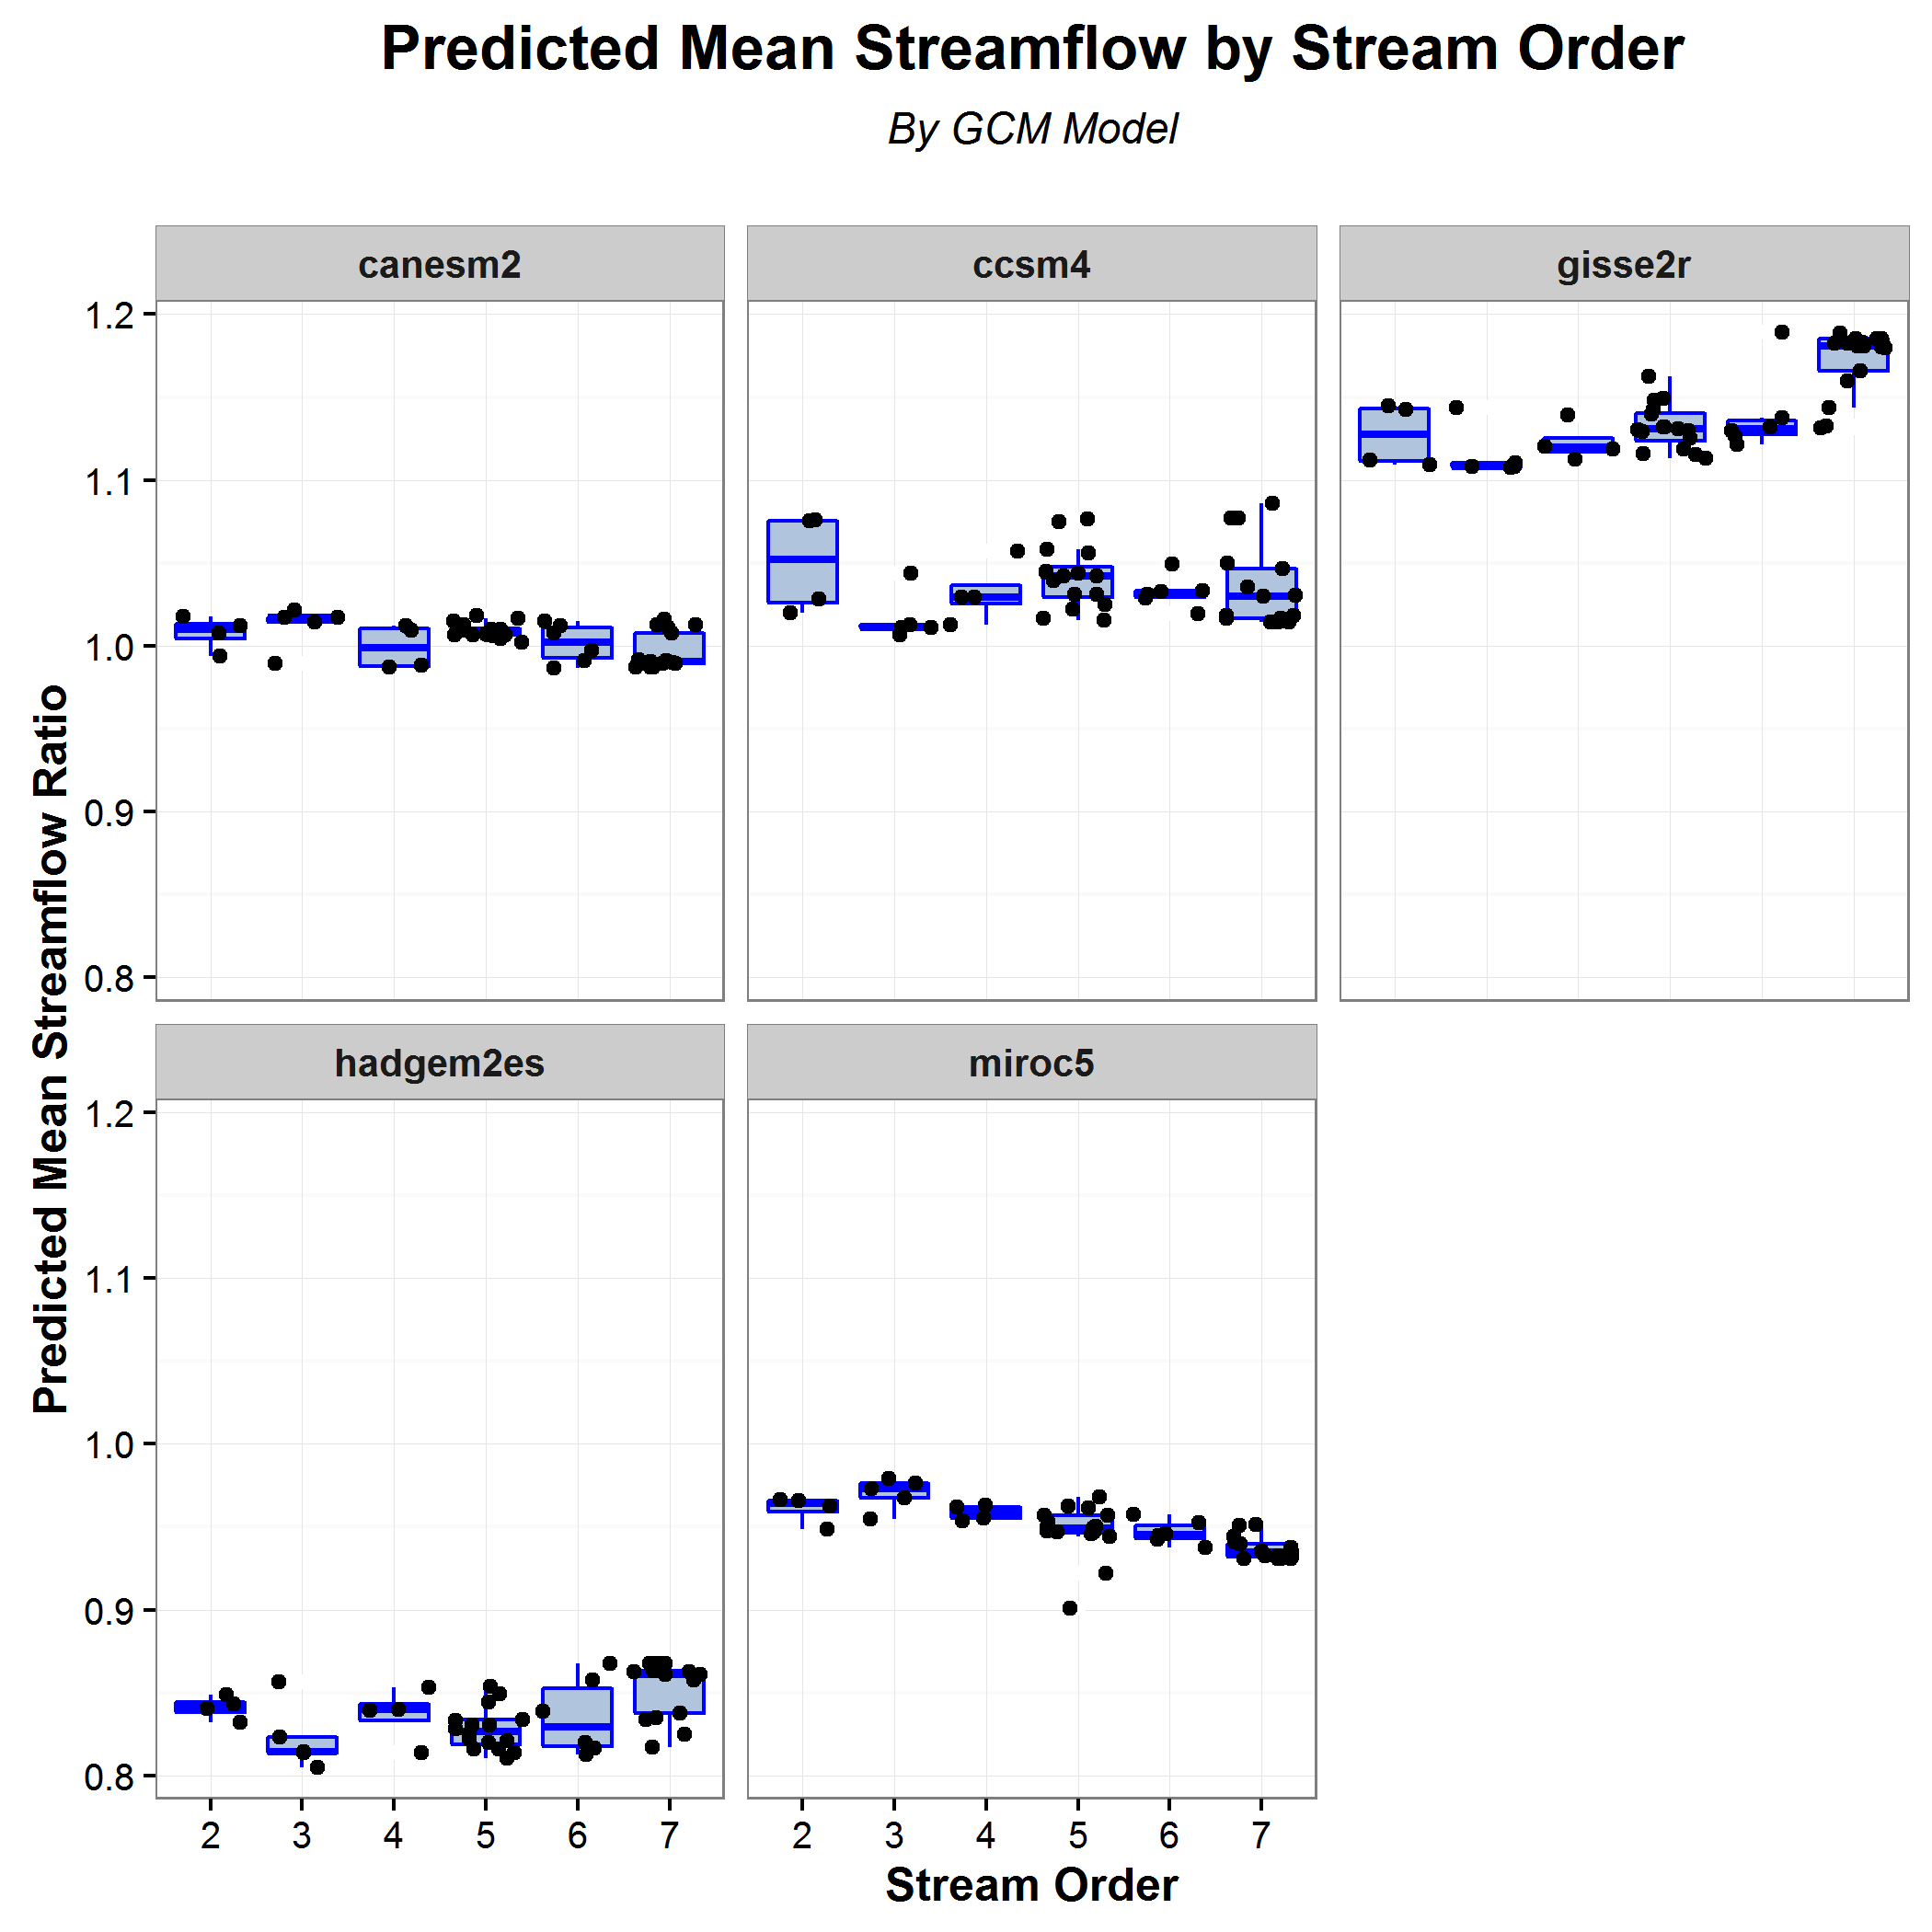 Predicted Mean Streamflow by Stream Order
By GCM Model
canesm2
ccsm4
gisse2r
1.2
1.1
1.0
0.9
0.8
Predicted Mean Streamflow Ratio
hadgem2es
miroc5
1.2
1.1
1.0
0.9
0.8
2 3 4 5 6 7
2 3 4 5 6 7
Stream Order